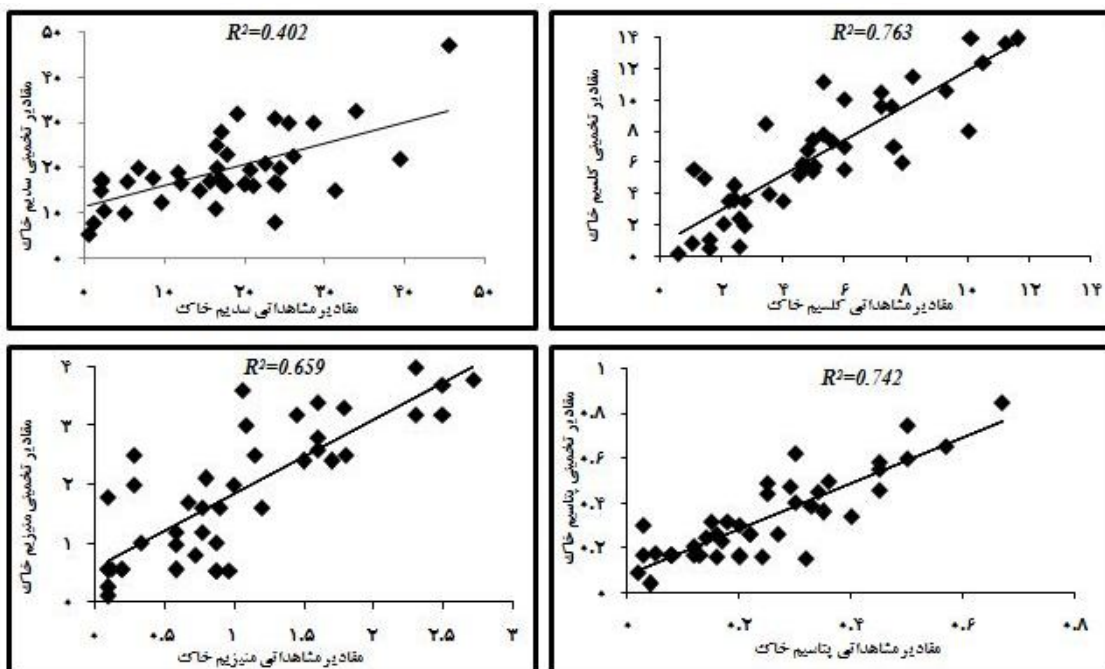 R²=0.402
مقادیر تخمینی سدیم خاک
۵۰
۴۰
۳۰
۲۰
۱۰
۰
۰ ۱۰ ۲۰ ۳۰ ۴۰ ۵۰
مقادیر مشاهداتی سدیم خاک
R²=0.763
مقادیر تخمینی کلسیم خاک
۱۴
۱۲
۱۰
۸
۶
۴
۲
۰
۰ ۲ ۴ ۶ ۸ ۱۰ ۱۲ ۱۴
مقادیر مشاهداتی کلسیم خاک
R²=0.659
مقادیر تخمینی منیزیم خاک
۴
۳
۲
۱
۰
۰ ۰.۵ ۱ ۱.۵ ۲ ۲.۵ ۳
مقادیر مشاهداتی منیزیم خاک
R²=0.742
مقادیر تخمینی پتاسیم خاک
۱
۰.۸
۰.۶
۰.۴
۰.۲
۰
۰ ۰.۲ ۰.۴ ۰.۶ ۰.۸
مقادیر مشاهداتی پتاسیم خاک